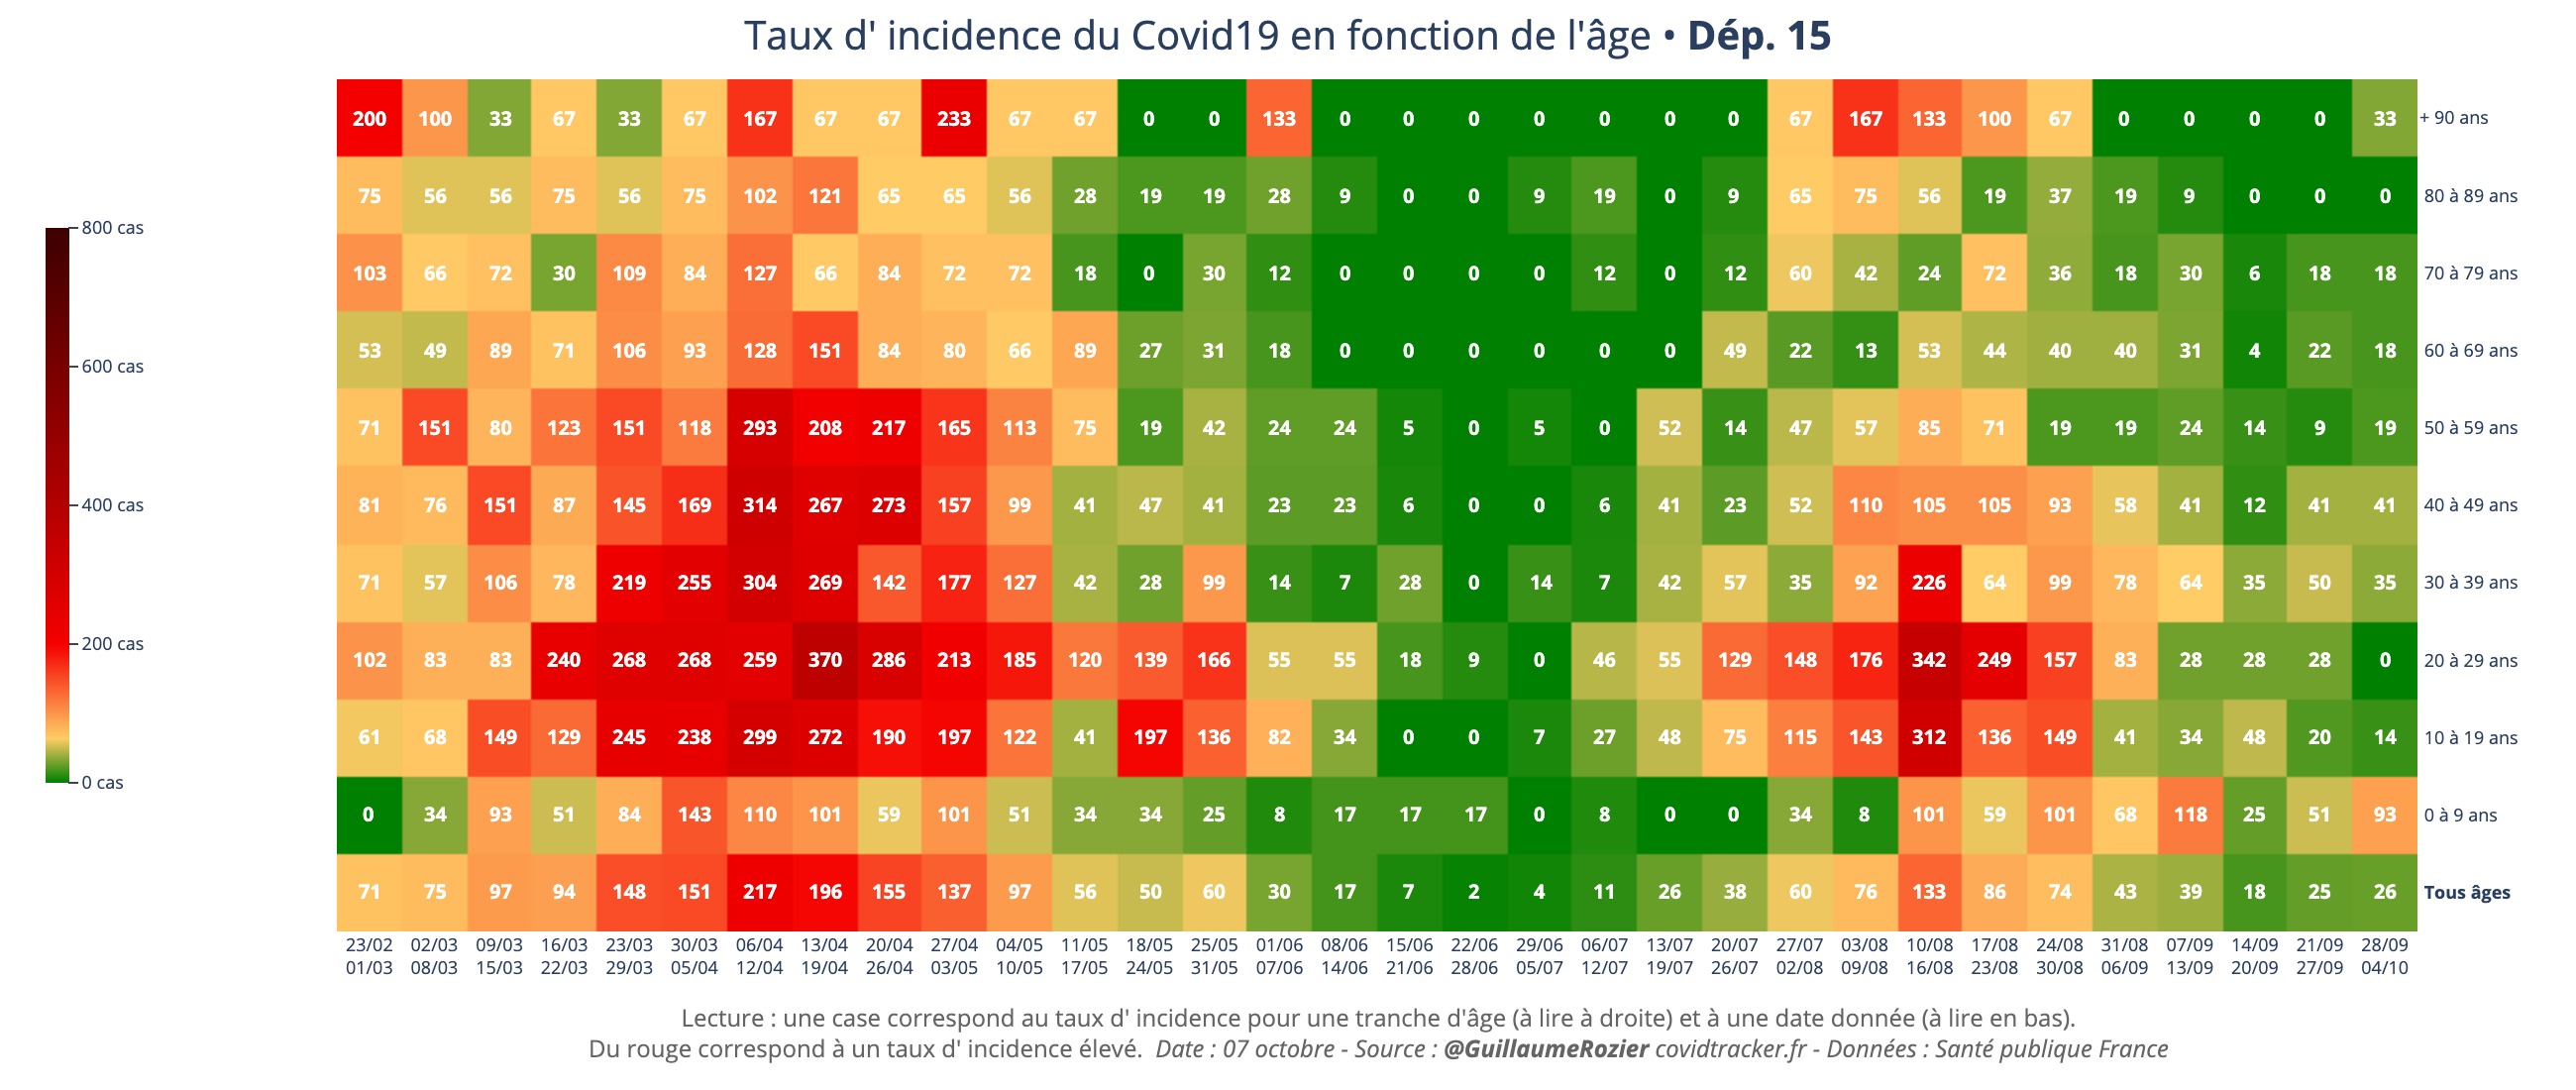 Taux d' incidence du Covid19 en fonction de l'âge • Dép. 15
800 cas
600 cas
400 cas
200 cas
0 cas
200 100 33 67 33 67 167 67 67 233 67 67 0 0 133 0 0 0 0 0 0 0 67 167 133 100 67 0 0 0 0 33 + 90 ans
75 56 56 75 56 75 102 121 65 65 56 28 19 19 28 9 0 0 9 19 0 9 65 75 56 19 37 19 9 0 0 0 80 à 89 ans
103 66 72 30 109 84 127 66 84 72 72 18 0 30 12 0 0 0 0 12 0 12 60 42 24 72 36 18 30 6 18 18 70 à 79 ans
53 49 89 71 106 93 128 151 84 80 66 89 27 31 18 0 0 0 0 0 0 49 22 13 53 44 40 40 31 4 22 18 60 à 69 ans
71 151 80 123 151 118 293 208 217 165 113 75 19 42 24 24 5 0 5 0 52 14 47 57 85 71 19 19 24 14 9 19 50 à 59 ans
81 76 151 87 145 169 314 267 273 157 99 41 47 41 23 23 6 0 0 6 41 23 52 110 105 105 93 58 41 12 41 41 40 à 49 ans
71 57 106 78 219 255 304 269 142 177 127 42 28 99 14 7 28 0 14 7 42 57 35 92 226 64 99 78 64 35 50 35 30 à 39 ans
102 83 83 240 268 268 259 370 286 213 185 120 139 166 55 55 18 9 0 46 55 129 148 176 342 249 157 83 28 28 28 0 20 à 29 ans
61 68 149 129 245 238 299 272 190 197 122 41 197 136 82 34 0 0 7 27 48 75 115 143 312 136 149 41 34 48 20 14 10 à 19 ans
0 34 93 51 84 143 110 101 59 101 51 34 34 25 8 17 17 17 0 8 0 0 34 8 101 59 101 68 118 25 51 93 0 à 9 ans
71 75 97 94 148 151 217 196 155 137 97 56 50 60 30 17 7 2 4 11 26 38 60 76 133 86 74 43 39 18 25 26 Tous âges
23/02 02/03 09/03 16/03 23/03 30/03 06/04 13/04 20/04 27/04 04/05 11/05 18/05 25/05 01/06 08/06 15/06 22/06 29/06 06/07 13/07 20/07 27/07 03/08 10/08 17/08 24/08 31/08 07/09 14/09 21/09 28/09
01/03 08/03 15/03 22/03 29/03 05/04 12/04 19/04 26/04 03/05 10/05 17/05 24/05 31/05 07/06 14/06 21/06 28/06 05/07 12/07 19/07 26/07 02/08 09/08 16/08 23/08 30/08 06/09 13/09 20/09 27/09 04/10
Lecture : une case correspond au taux d' incidence pour une tranche d'âge (à lire à droite) et à une date donnée (à lire en bas).
Du rouge correspond à un taux d' incidence élevé. Date : 07 octobre - Source : @GuillaumeRozier covidtracker.fr - Données : Santé publique France